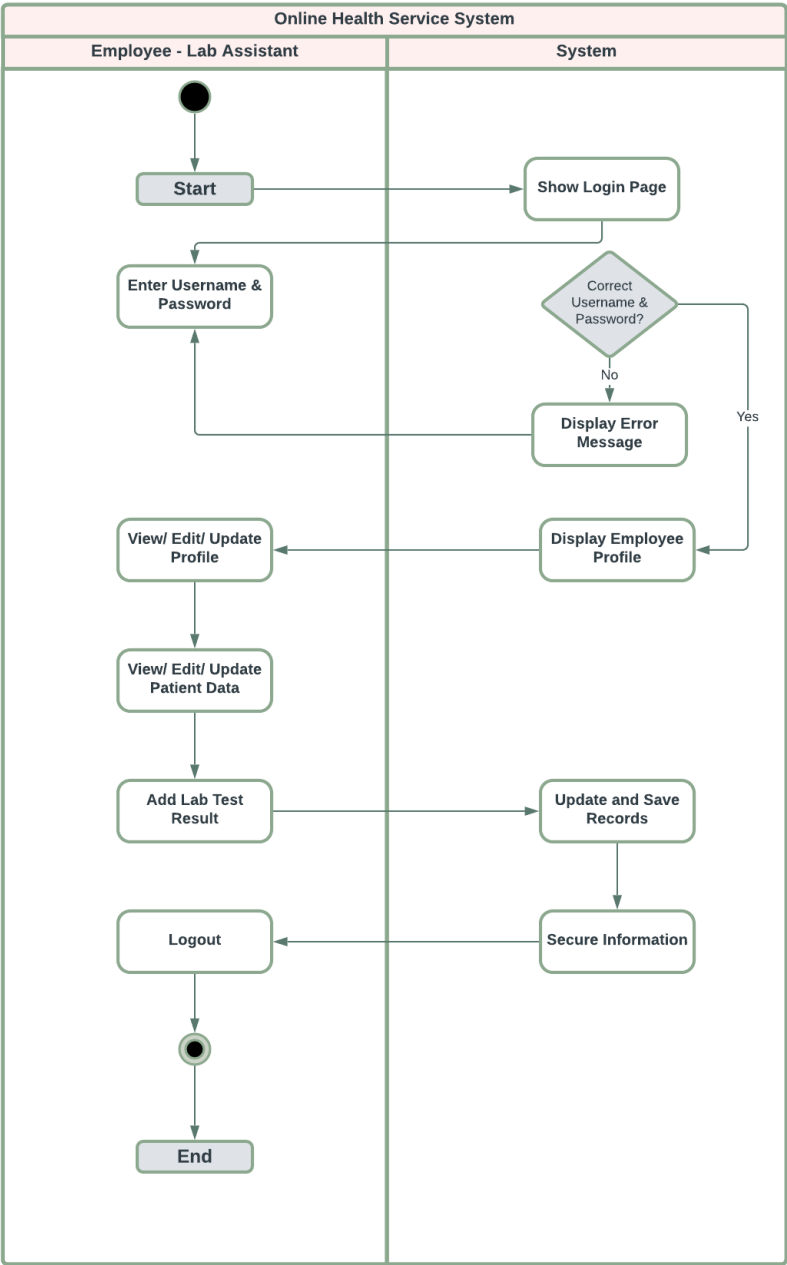 Online Health Service System
Employee - Lab Assistant
System
Start
Show Login Page
Enter Username &
Password
Correct
Username &
Password?
No
Yes
Display Error
Message
View/ Edit/ Update
Profile
Display Employee
Profile
View/ Edit/ Update
Patient Data
Add Lab Test
Result
Update and Save
Records
Logout
Secure Information
End